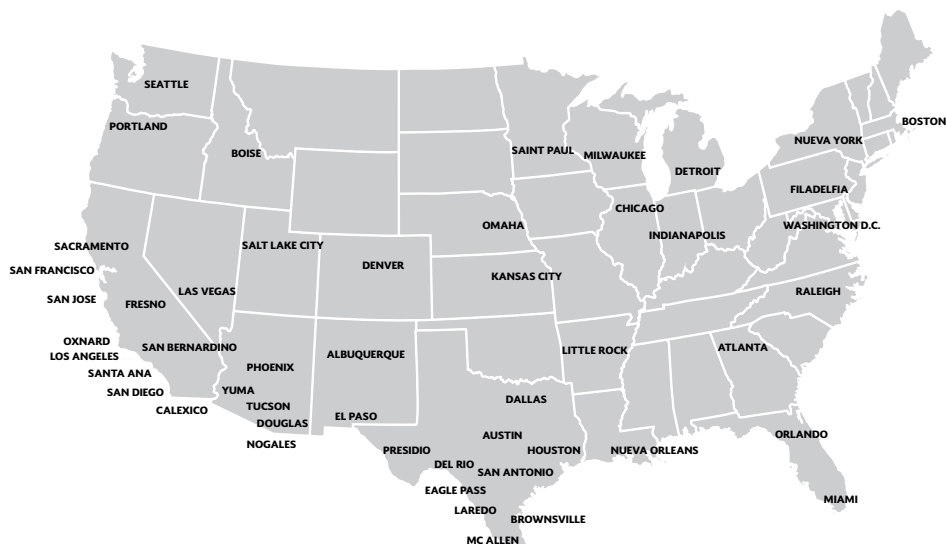 SEATTLE
PORTLAND
BOISE
SAINT PAUL
MILWAUKEE
DETROIT
NUEVA YORK
BOSTON
FILADELFIA
CHICAGO
INDIANAPOLIS
WASHINGTON D.C.
OMAHA
SACRAMENTO
SALT LAKE CITY
DENVER
KANSAS CITY
SAN FRANCISCO
SAN JOSE
FRESNO
LAS VEGAS
RALEIGH
OXNARD
LOS ANGELES
SAN BERNARDINO
ALBUQUERQUE
LITTLE ROCK
ATLANTA
SANTA ANA
PHOENIX
SAN DIEGO
YUMA
CALEXICO
TUCSON
DOUGLAS
NOGALES
EL PASO
DALLAS
AUSTIN
HOUSTON
NUEVA ORLEANS
ORLANDO
PRESIDIO
DEL RIO
SAN ANTONIO
EAGLE PASS
LAREDO
BROWNSVILLE
MC ALLEN
MIAMI